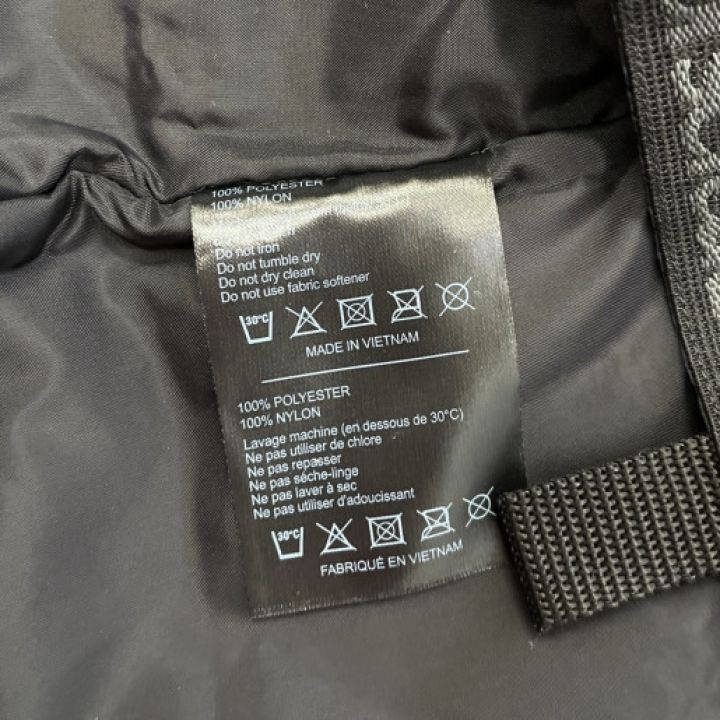 100% POLYESTER
100% NYLON
Do not iron
Do not tumble dry
Do not dry clean
Do not use fabric softener
30°C
MADE IN VIETNAM
100% POLYESTER
100% NYLON
Lavage machine (en dessous de 30°C)
Ne pas utiliser de chlore
Ne pas repasser
Ne pas sèche-linge
Ne pas laver à sec
Ne pas utiliser d'adoucissant
30°C
FABRIQUÉ EN VIETNAM